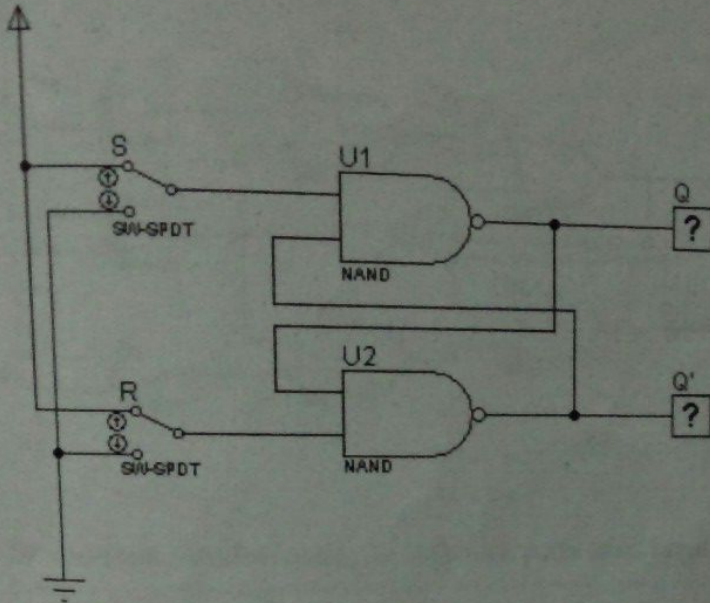 S
U1
Q
SW-SPDT
?
NAND
U2
R
Q'
?
SW-SPDT
NAND